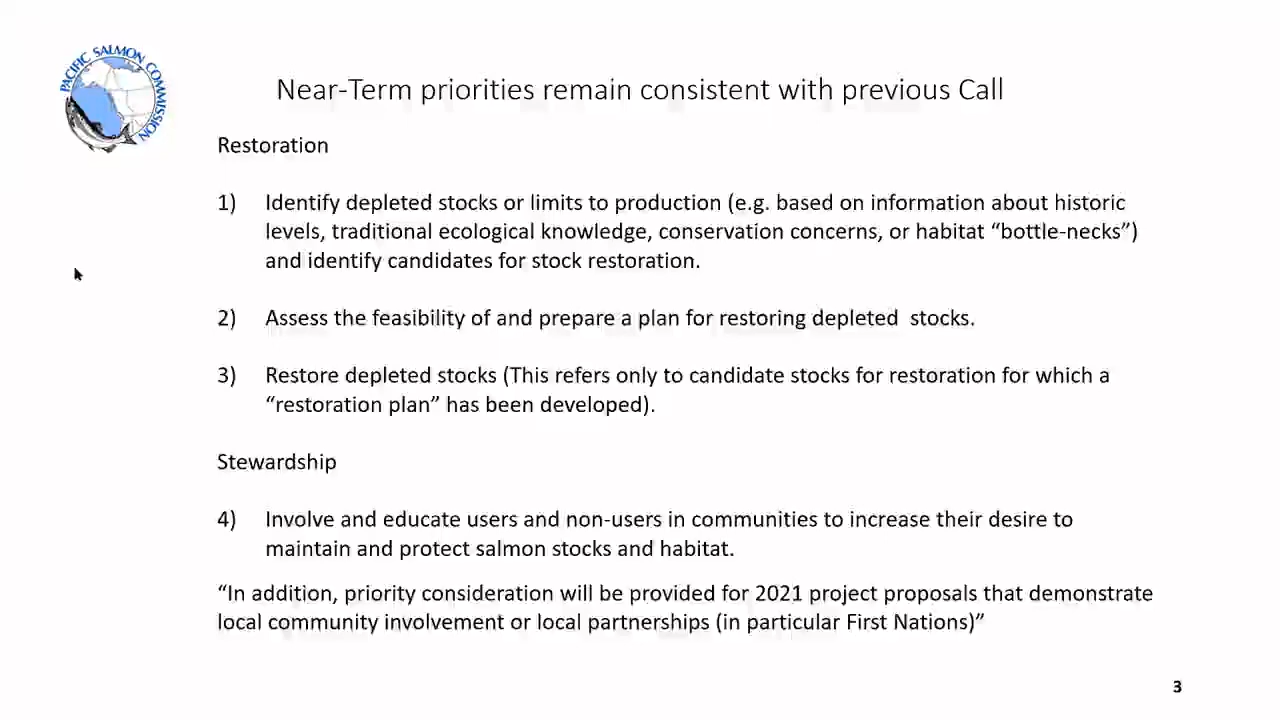 PACIFIC SALMON COMMISSION
Near-Term priorities remain consistent with previous Call
Restoration
1) Identify depleted stocks or limits to production (e.g. based on information about historic
levels, traditional ecological knowledge, conservation concerns, or habitat “bottle-necks”)
and identify candidates for stock restoration.
2) Assess the feasibility of and prepare a plan for restoring depleted  stocks.
3) Restore depleted stocks (This refers only to candidate stocks for restoration for which a
“restoration plan” has been developed).
Stewardship
4) Involve and educate users and non-users in communities to increase their desire to
maintain and protect salmon stocks and habitat.
“In addition, priority consideration will be provided for 2021 project proposals that demonstrate
local community involvement or local partnerships (in particular First Nations)”
3